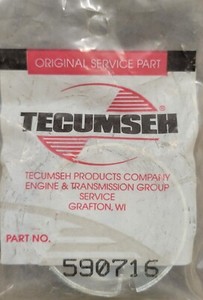 ORIGINAL SERVICE PART
TECUMSEH
TECUMSEH PRODUCTS COMPANY
ENGINE & TRANSMISSION GROUP
SERVICE
GRAFTON, WI
PART NO.
590716